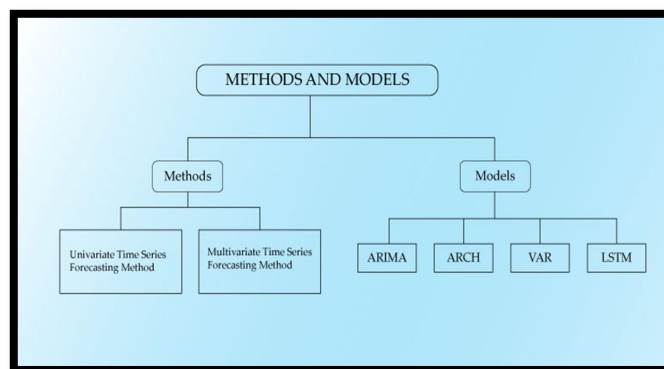 METHODS AND MODELS
Methods
Models
Univariate Time Series
Forecasting Method
Multivariate Time Series
Forecasting Method
ARIMA
ARCH
VAR
LSTM